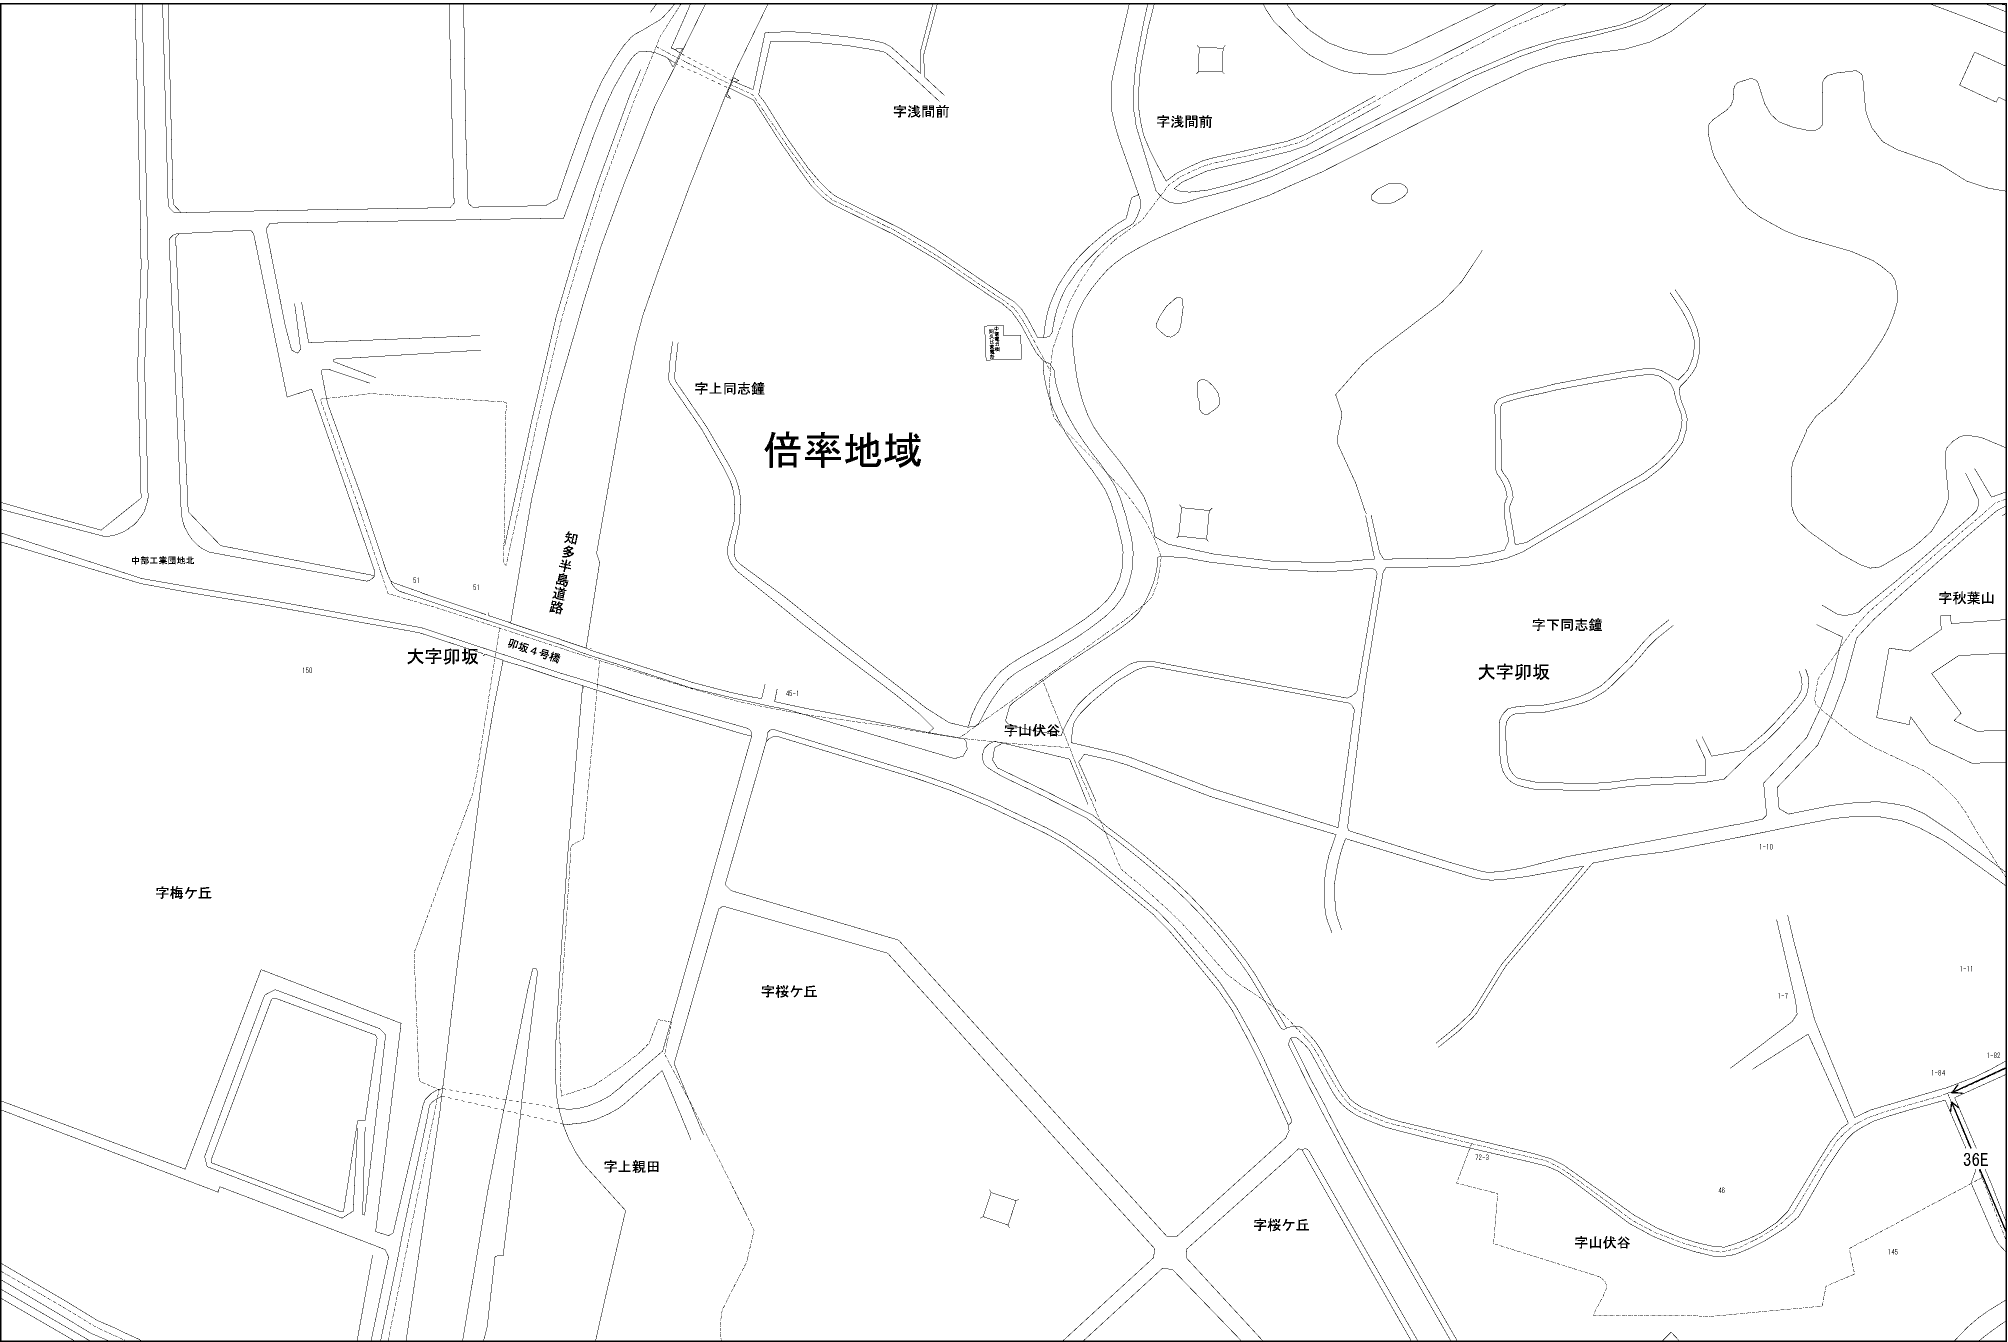 字浅間前
字浅間前
字上同志鐘
倍率地域
知多半島道路
中部工業団地北
51
51
字秋葉山
字下同志鐘
卯坂4号橋
大字卯坂
150
大字卯坂
45-1
字山伏谷
1-10
字梅ケ丘
1-11
字桜ケ丘
1-7
1-82
1-84
72-3
36E
字上親田
46
字桜ケ丘
字山伏谷
145